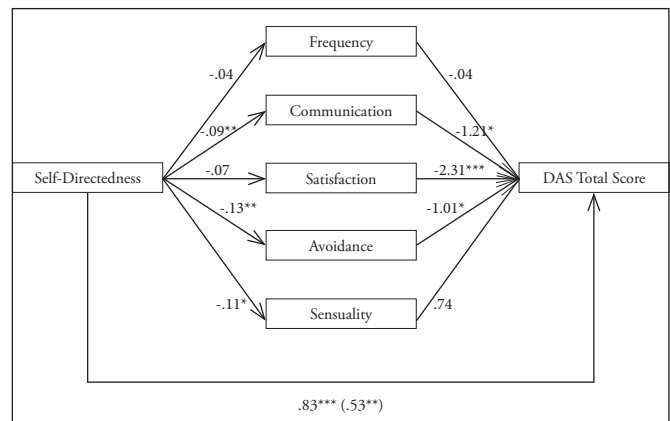 Frequency
-.04
-.04
Communication
-.09**
-1.21*
Self-Directedness
-.07
Satisfaction
-2.31***
DAS Total Score
-.13**
-1.01*
Avoidance
-.11*
Sensuality
.74
.83*** (.53**)